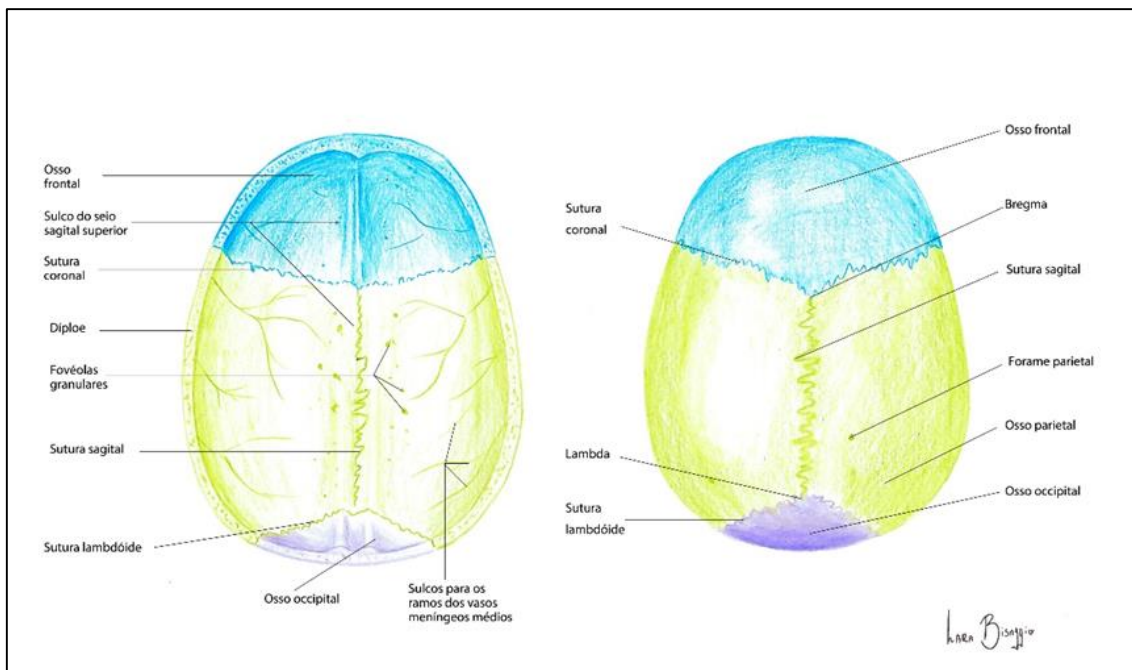 Osso
frontal
Sulco do seio
sagital superior
Sutura
coronal
Díploe
Fovéolas
granulares
Sutura sagital
Sutura lambdóide
Osso occipital
Sulcos para os
ramos dos vasos
meníngeos médios
Osso frontal
Bregma
Sutura
coronal
Sutura sagital
Forame parietal
Osso parietal
Lambda
Osso occipital
Sutura
lambdóide
Lara Bisaggio